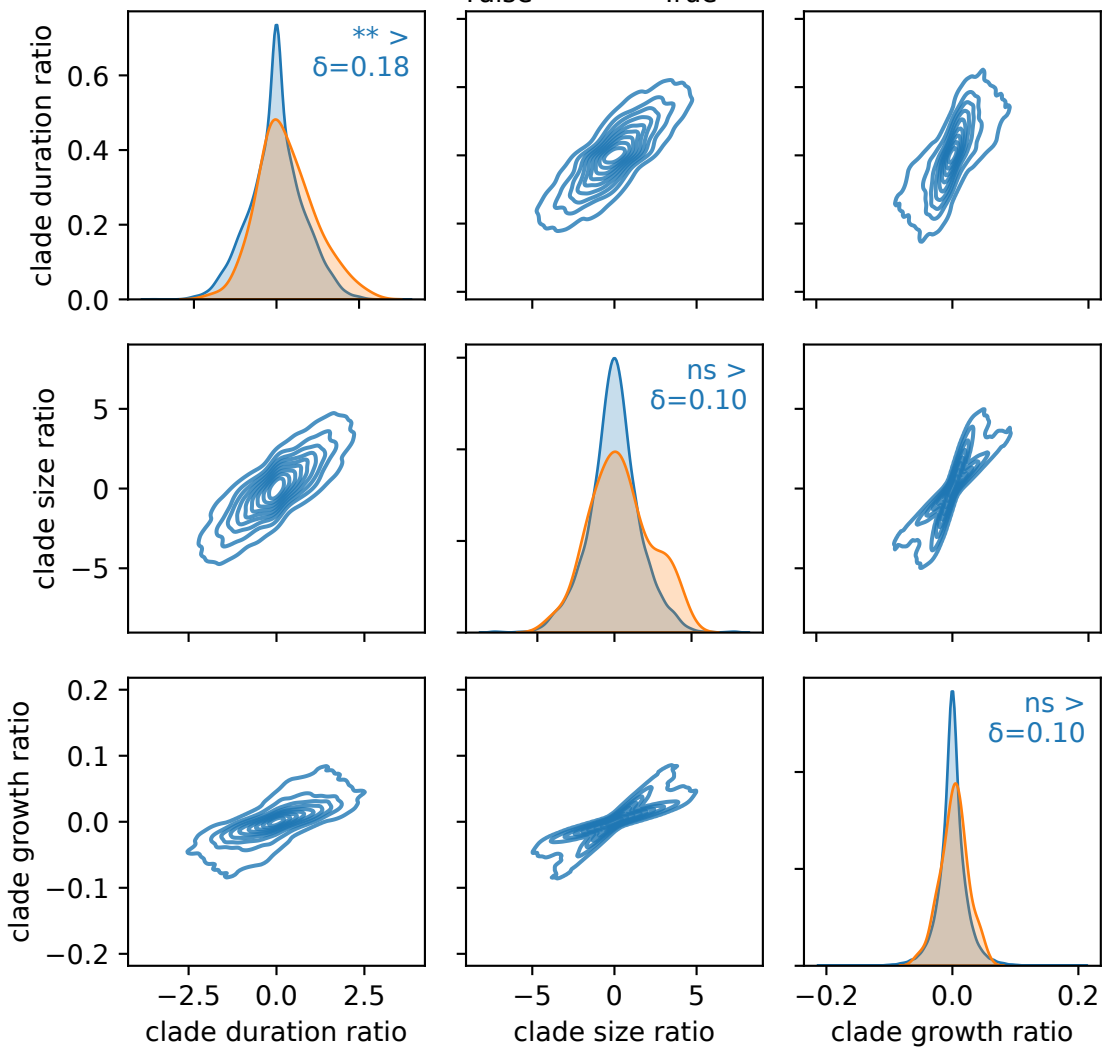 clade duration ratio
0.6
0.4
0.2
0.0
** >
δ=0.18
clade size ratio
5
0
−5
ns >
δ=0.10
clade growth ratio
0.2
0.1
0.0
−0.1
−0.2
ns >
δ=0.10
−2.5 0.0 2.5
−5 0 5
−0.2 0.0 0.2
clade duration ratio
clade size ratio
clade growth ratio